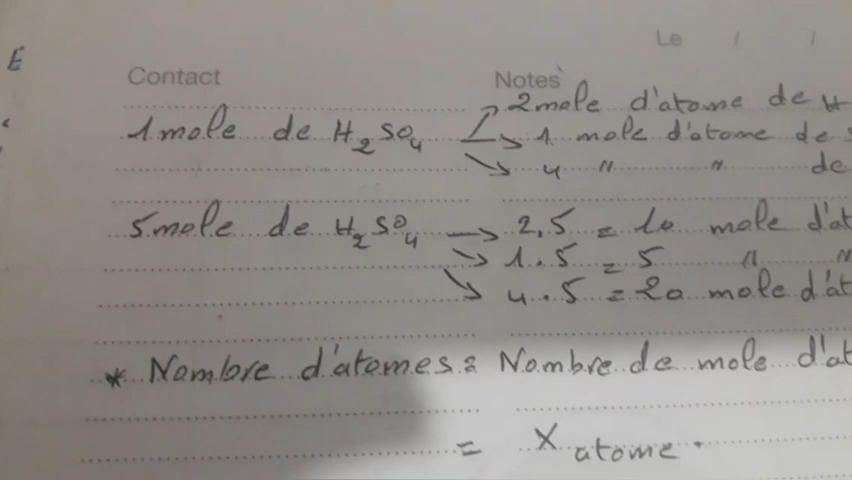 Le / /
E
Contact
Notes
2 mole d'atome de H
1 mole de H2SO4 → 1 mole d'atome de S
→ 4 " " de
5 mole de H2SO4 → 2,5 = 10 mole d'at
→ 1.5 = 5 " "
→ 4.5 = 20 mole d'at
* Nombre d'atomes = Nombre de mole d'at
= X atome.